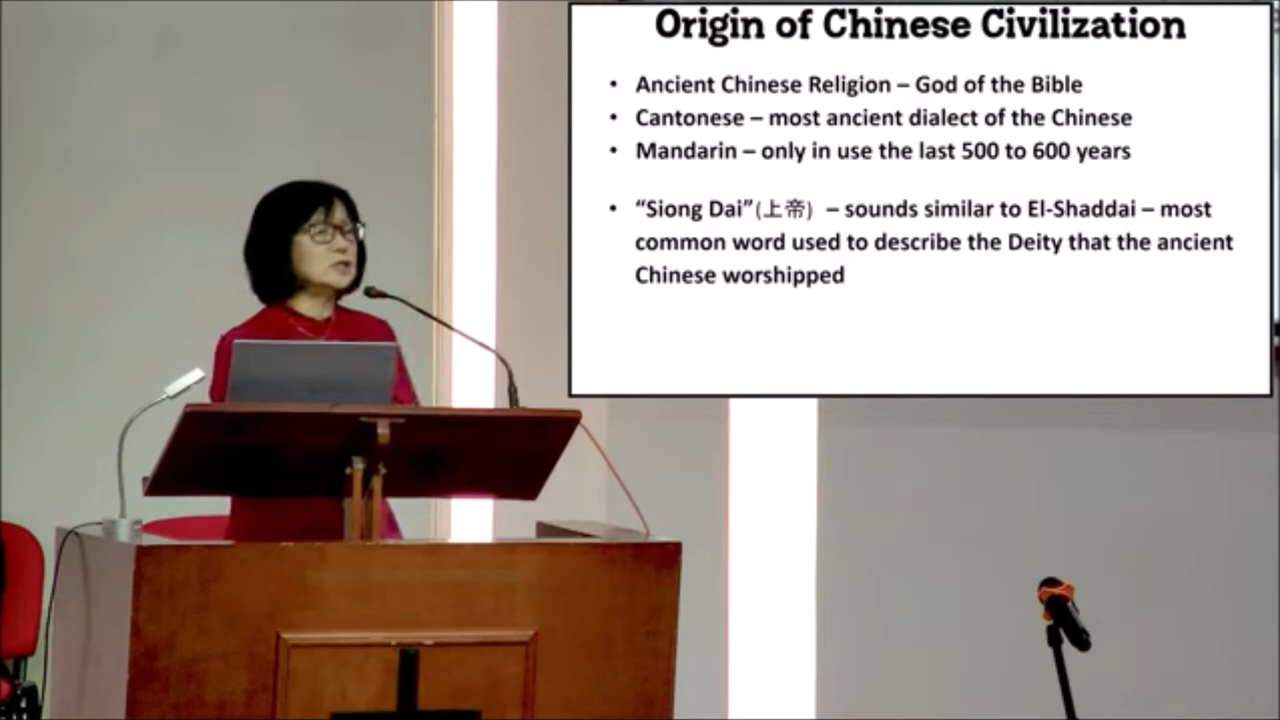 Origin of Chinese Civilization
• Ancient Chinese Religion – God of the Bible
• Cantonese – most ancient dialect of the Chinese
• Mandarin – only in use the last 500 to 600 years
• “Siong Dai”(上帝) – sounds similar to El-Shaddai – most
common word used to describe the Deity that the ancient
Chinese worshipped